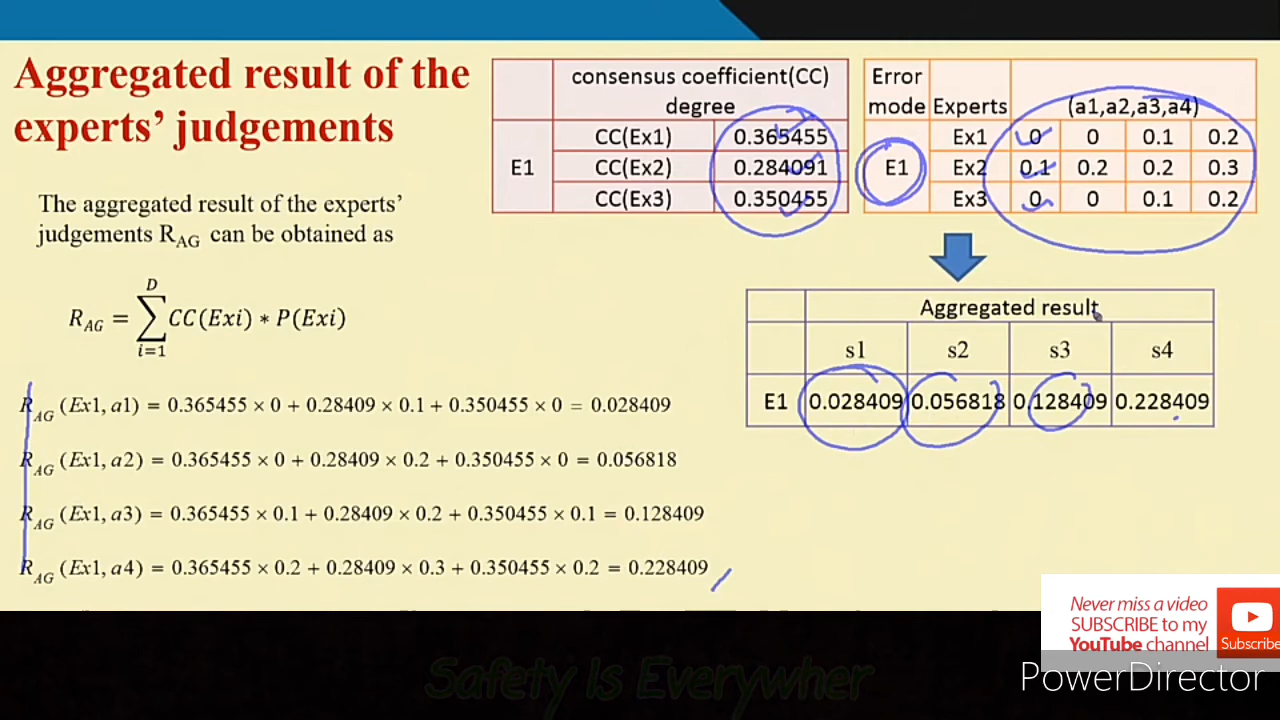 Aggregated result of the
experts' judgements
The aggregated result of the experts'
judgements R_AG can be obtained as
R_AG = ∑_{i=1}^{D} CC(Exi) * P(Exi)
R_AG (Ex1, a1) = 0.365455 × 0 + 0.28409 × 0.1 + 0.350455 × 0 = 0.028409
R_AG (Ex1, a2) = 0.365455 × 0 + 0.28409 × 0.2 + 0.350455 × 0 = 0.056818
R_AG (Ex1, a3) = 0.365455 × 0.1 + 0.28409 × 0.2 + 0.350455 × 0.1 = 0.128409
R_AG (Ex1, a4) = 0.365455 × 0.2 + 0.28409 × 0.3 + 0.350455 × 0.2 = 0.228409
consensus coefficient(CC)
degree
E1
CC(Ex1) 0.365455
CC(Ex2) 0.284091
CC(Ex3) 0.350455
Error
mode Experts (a1,a2,a3,a4)
E1
Ex1 0 0 0.1 0.2
Ex2 0.1 0.2 0.2 0.3
Ex3 0 0 0.1 0.2
Aggregated result
s1 s2 s3 s4
E1 0.028409 0.056818 0.128409 0.228409
Never miss a video
SUBSCRIBE to my
YouTube channel
Subscribe
Safety Is Everywher
PowerDirector